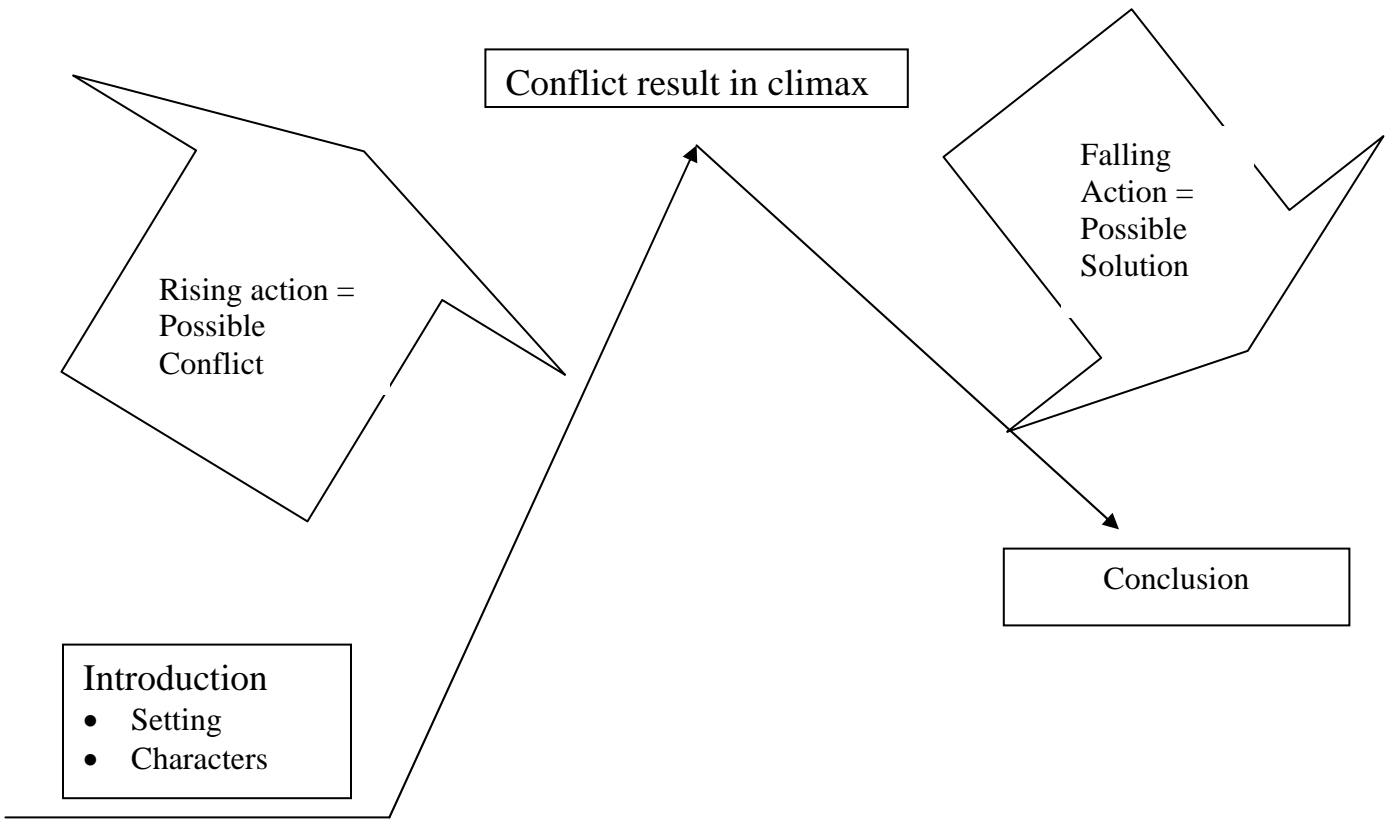 Conflict result in climax
Falling
Action =
Possible
Solution
Rising action =
Possible
Conflict
Conclusion
Introduction
• Setting
• Characters